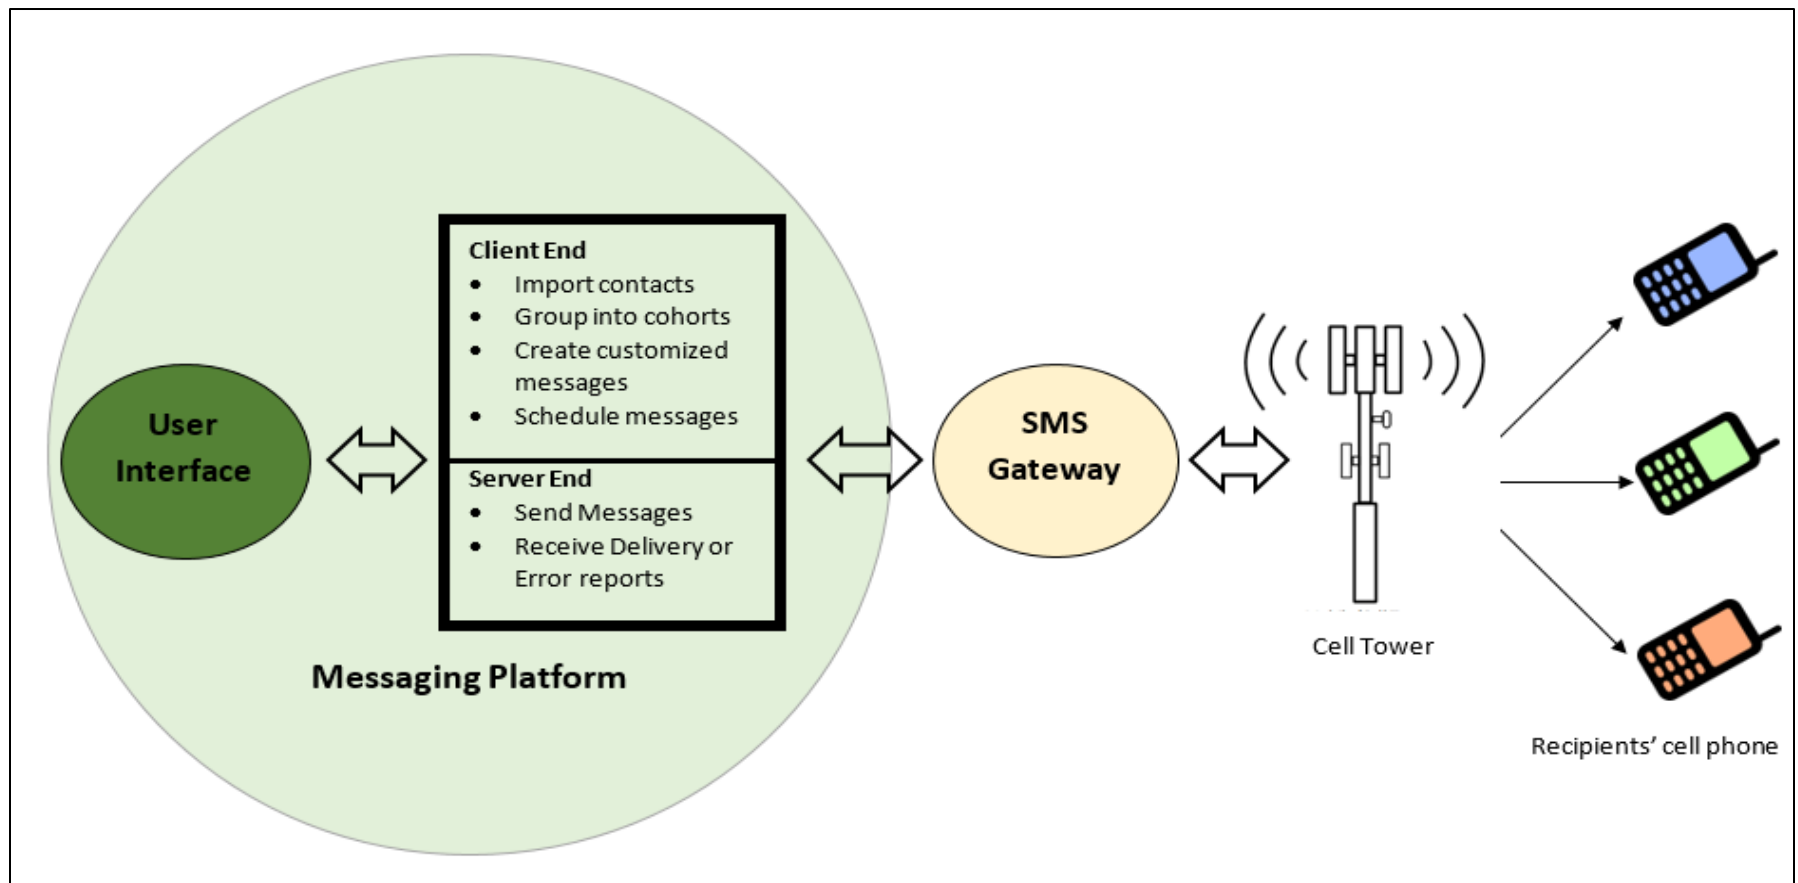 Client End
• Import contacts
• Group into cohorts
• Create customized
messages
• Schedule messages
User
Interface
Server End
• Send Messages
• Receive Delivery or
Error reports
Messaging Platform
SMS
Gateway
Cell Tower
Recipients’ cell phone